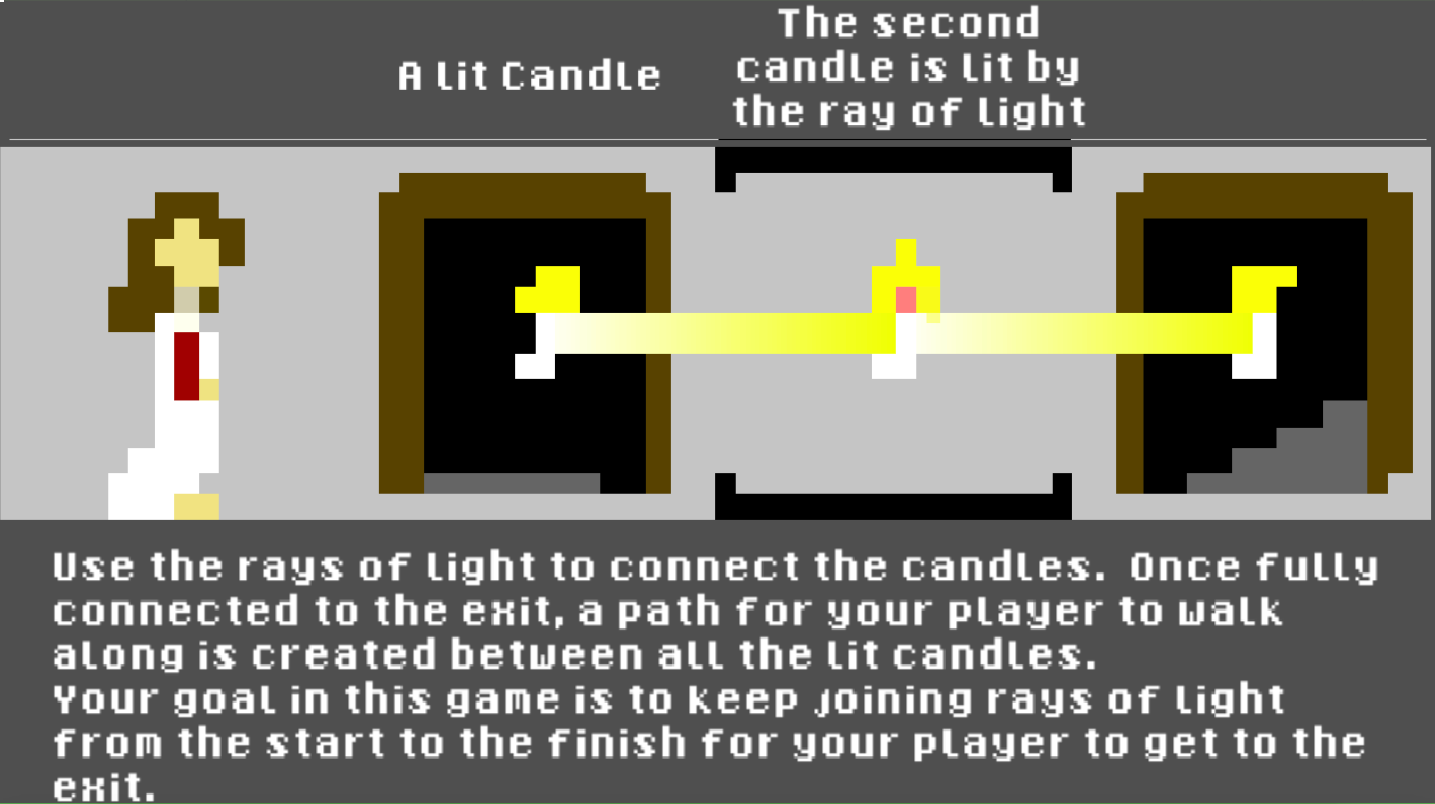 A Lit Candle
The second
candle is lit by
the ray of light
Use the rays of light to connect the candles. Once fully
connected to the exit, a path for your player to walk
along is created between all the lit candles.
Your goal in this game is to keep joining rays of light
from the start to the finish for your player to get to the
exit.